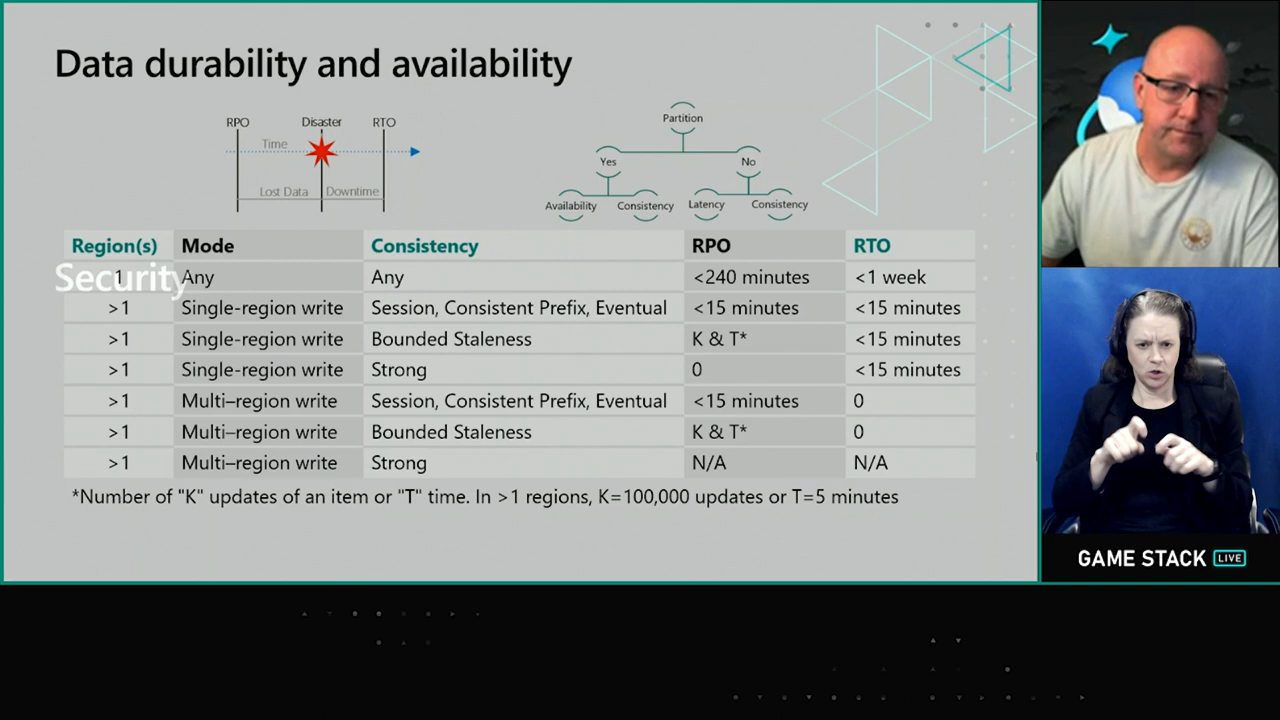 Data durability and availability
RPO Disaster RTO
Time
Lost Data Downtime
Partition
Yes No
Availability Consistency Latency Consistency
Region(s) Mode Consistency RPO RTO
Security
1 Any Any <240 minutes <1 week
>1 Single-region write Session, Consistent Prefix, Eventual <15 minutes <15 minutes
>1 Single-region write Bounded Staleness K & T* <15 minutes
>1 Single-region write Strong 0 <15 minutes
>1 Multi–region write Session, Consistent Prefix, Eventual <15 minutes 0
>1 Multi–region write Bounded Staleness K & T* 0
>1 Multi–region write Strong N/A N/A
*Number of "K" updates of an item or "T" time. In >1 regions, K=100,000 updates or T=5 minutes
GAME STACK LIVE